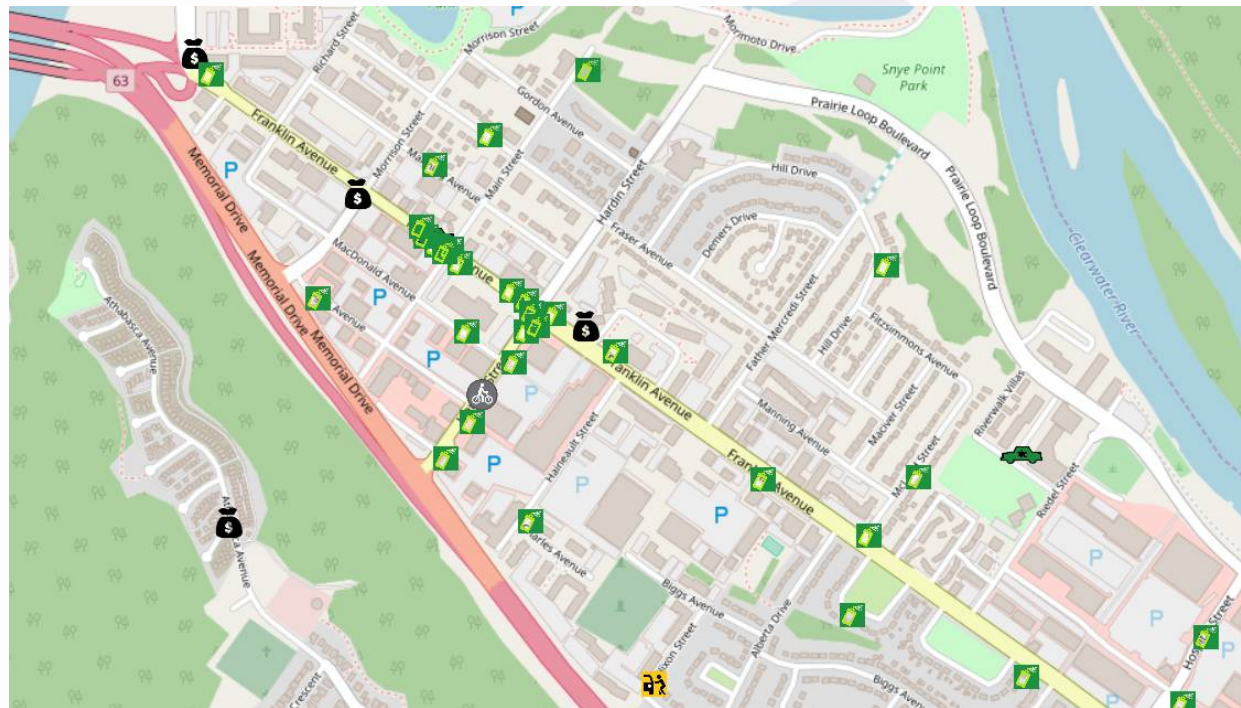 Morrison Street
Morimoto Drive
Richard Street
63
Snye Point
Park
Prairie Loop Boulevard
Gordon Avenue
Franklin Avenue
Morrison Street
Main Street
Hardin Street
Hill Drive
P
Memorial Drive
Prairie Loop Boulevard
Demers Drive
Fraser Avenue
Clearwater River
MacDonald Avenue
P
Father Mercredi Street
Hill Drive
Fitzsimmons Avenue
Athabasca Avenue
Memorial Drive
Memorial Drive
P
Franklin Avenue
Manning Avenue
Maciver Street
Riverwalk Villas
Haineault Street
P
P
P
Franklin Avenue
Riedel Street
P
P
Biggs Avenue
Alberta Drive
P
P
Biggs Avenue
Crescent